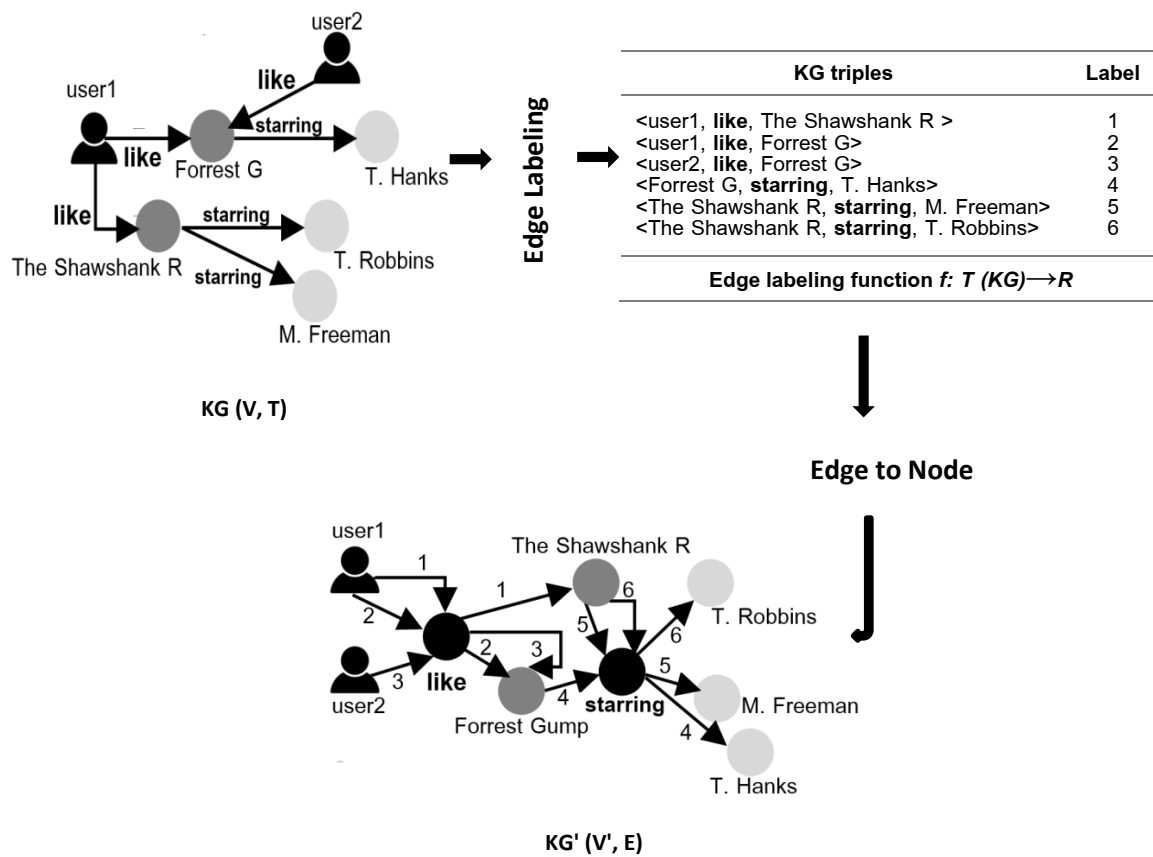 user2
like
user1
starring
like
Forrest G
T. Hanks
like
starring
The Shawshank R
T. Robbins
starring
M. Freeman
KG (V, T)
Edge Labeling
KG triples Label
<user1, like, The Shawshank R > 1
<user1, like, Forrest G> 2
<user2, like, Forrest G> 3
<Forrest G, starring, T. Hanks> 4
<The Shawshank R, starring, M. Freeman> 5
<The Shawshank R, starring, T. Robbins> 6
Edge labeling function f: T (KG)→R
Edge to Node
user1
The Shawshank R
1
1
6
2
5
T. Robbins
6
2
3
3
like
5
user2
4
starring
M. Freeman
Forrest Gump
4
T. Hanks
KG' (V', E)